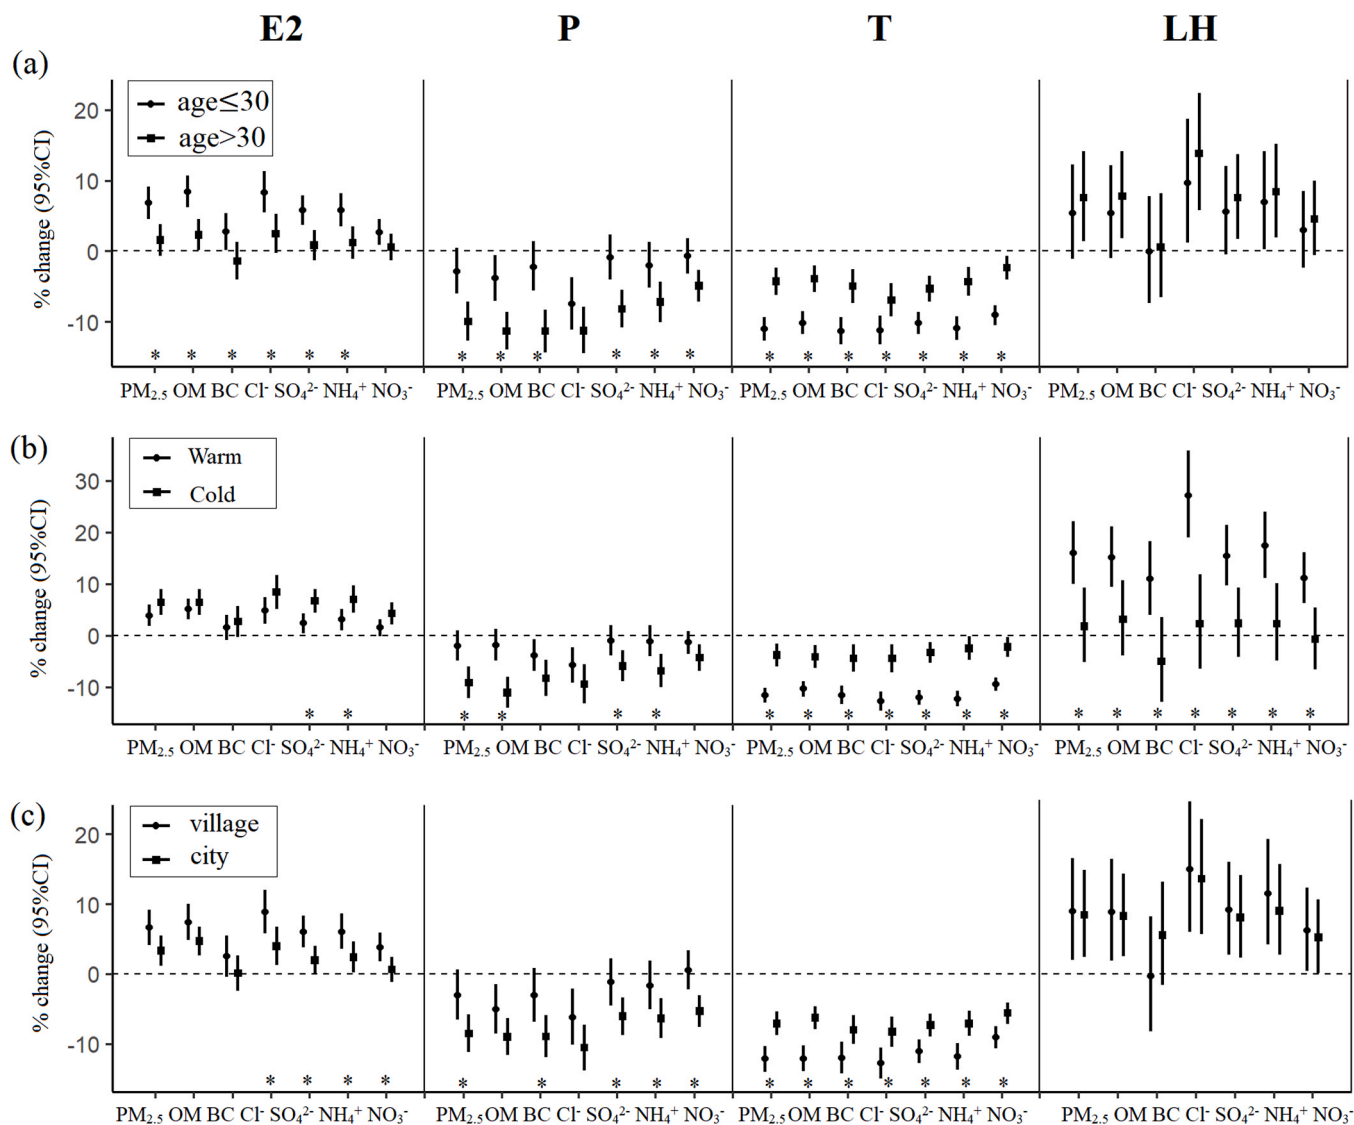 E2 P T LH
(a)
% change (95%CI)
age≤30
age>30
20
10
0
-10
* * * * * *
* * * * * *
* * * * * * *
PM₂.₅ OM BC Cl⁻ SO₄²⁻ NH₄⁺ NO₃⁻
PM₂.₅ OM BC Cl⁻ SO₄²⁻ NH₄⁺ NO₃⁻
PM₂.₅ OM BC Cl⁻ SO₄²⁻ NH₄⁺ NO₃⁻
PM₂.₅ OM BC Cl⁻ SO₄²⁻ NH₄⁺ NO₃⁻
(b)
% change (95%CI)
Warm
Cold
30
20
10
0
-10
* *
* * * *
* * * * * * *
* * * * * * *
PM₂.₅ OM BC Cl⁻ SO₄²⁻ NH₄⁺ NO₃⁻
PM₂.₅ OM BC Cl⁻ SO₄²⁻ NH₄⁺ NO₃⁻
PM₂.₅ OM BC Cl⁻ SO₄²⁻ NH₄⁺ NO₃⁻
PM₂.₅ OM BC Cl⁻ SO₄²⁻ NH₄⁺ NO₃⁻
(c)
% change (95%CI)
village
city
20
10
0
-10
* * * *
* * * * *
* * * * * * *
PM₂.₅ OM BC Cl⁻ SO₄²⁻ NH₄⁺ NO₃⁻
PM₂.₅ OM BC Cl⁻ SO₄²⁻ NH₄⁺ NO₃⁻
PM₂.₅ OM BC Cl⁻ SO₄²⁻ NH₄⁺ NO₃⁻
PM₂.₅ OM BC Cl⁻ SO₄²⁻ NH₄⁺ NO₃⁻